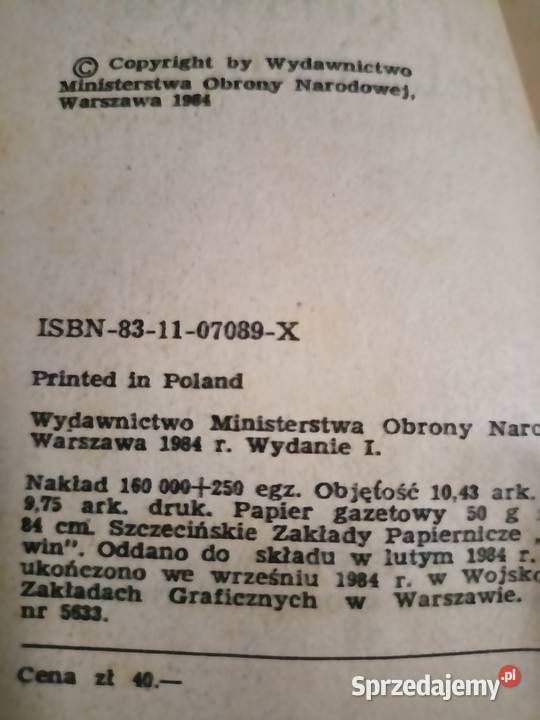 © Copyright by Wydawnictwo
Ministerstwa Obrony Narodowej,
Warszawa 1984
ISBN-83-11-07089-X
Printed in Poland
Wydawnictwo Ministerstwa Obrony Naro
Warszawa 1984 r. Wydanie I.
Nakład 160 000+250 egz. Objętość 10,43 ark.
9,75 ark. druk. Papier gazetowy 50 g
84 cm. Szczecińskie Zakłady Papiernicze „
win". Oddano do składu w lutym 1984 r.
ukończono we wrześniu 1984 r. w Wojsko
Zakładach Graficznych w Warszawie.
nr 5633.
Cena zł 40.—
Sprzedajemy.pl